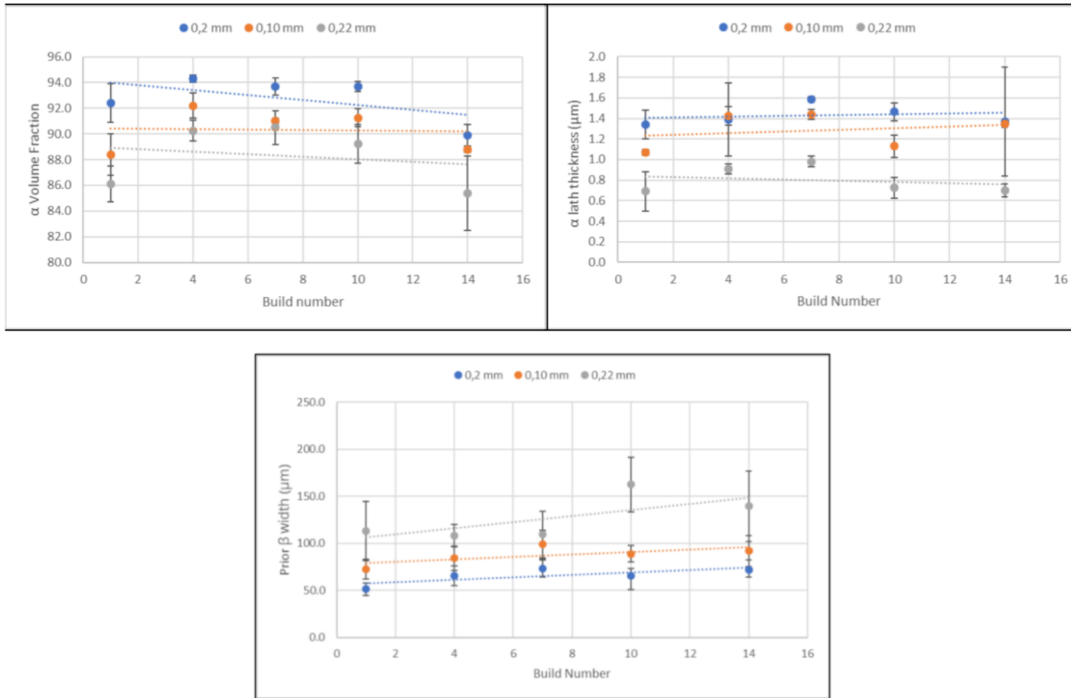 0,2 mm 0,10 mm 0,22 mm
96.0
94.0
92.0
90.0
88.0
86.0
84.0
82.0
80.0
α Volume Fraction
0 2 4 6 8 10 12 14 16
Build number
0,2 mm 0,10 mm 0,22 mm
2.0
1.8
1.6
1.4
1.2
1.0
0.8
0.6
0.4
0.2
0.0
α lath thickness (µm)
0 2 4 6 8 10 12 14 16
Build Number
0,2 mm 0,10 mm 0,22 mm
250.0
200.0
150.0
100.0
50.0
0.0
Prior β width (µm)
0 2 4 6 8 10 12 14 16
Build Number